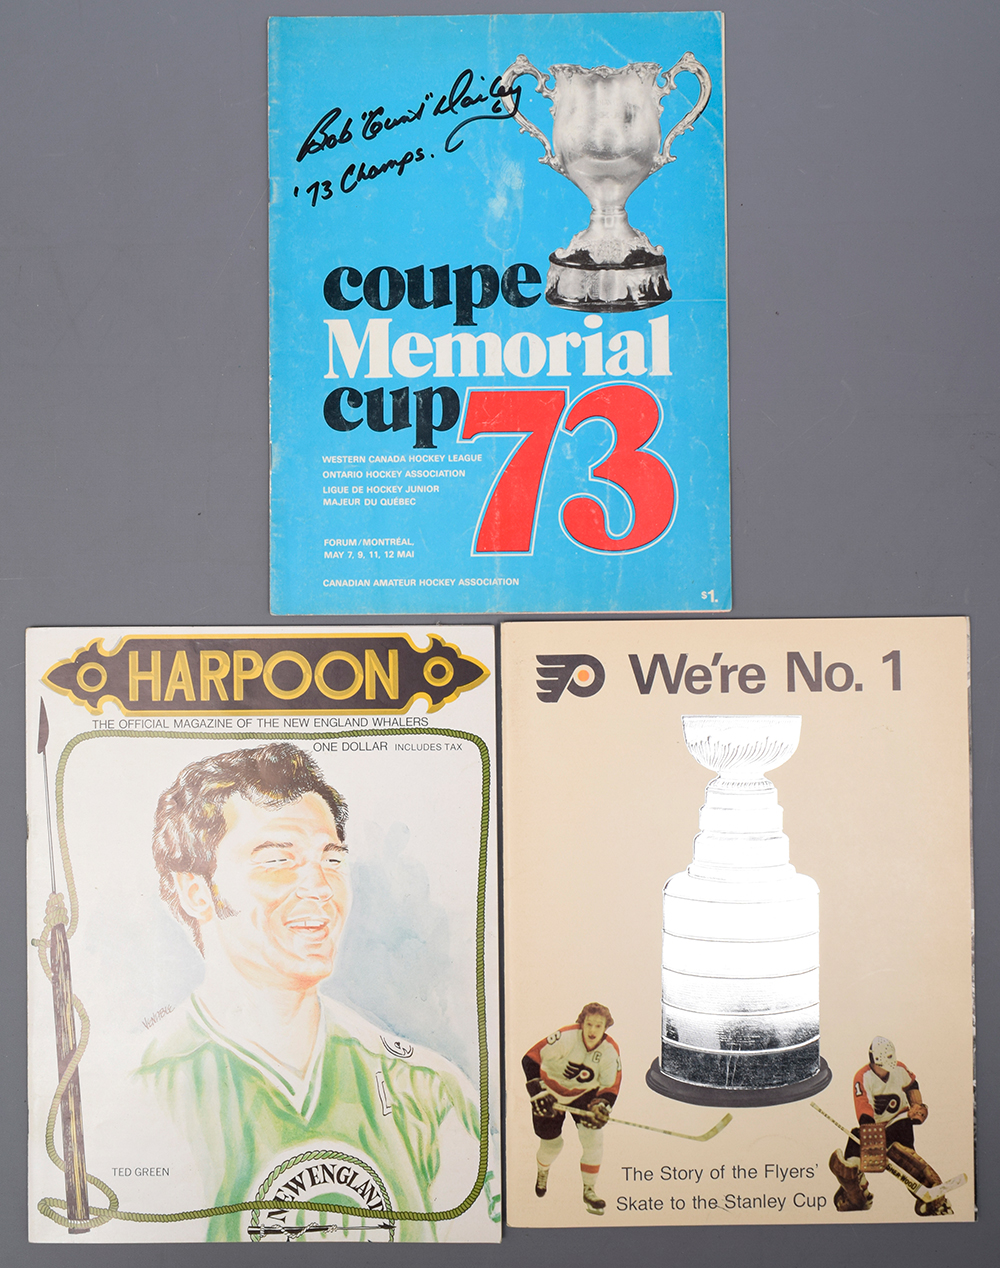 Bob "Count" Dailey
'73 Champs.
coupe
Memorial
cup 73
WESTERN CANADA HOCKEY LEAGUE
ONTARIO HOCKEY ASSOCIATION
LIGUE DE HOCKEY JUNIOR
MAJEUR DU QUÉBEC
FORUM/MONTRÉAL,
MAY 7, 9, 11, 12 MAI
CANADIAN AMATEUR HOCKEY ASSOCIATION
$1.
HARPOON
THE OFFICIAL MAGAZINE OF THE NEW ENGLAND WHALERS
ONE DOLLAR INCLUDES TAX
TED GREEN
NEW ENGLAND
We're No. 1
The Story of the Flyers'
Skate to the Stanley Cup